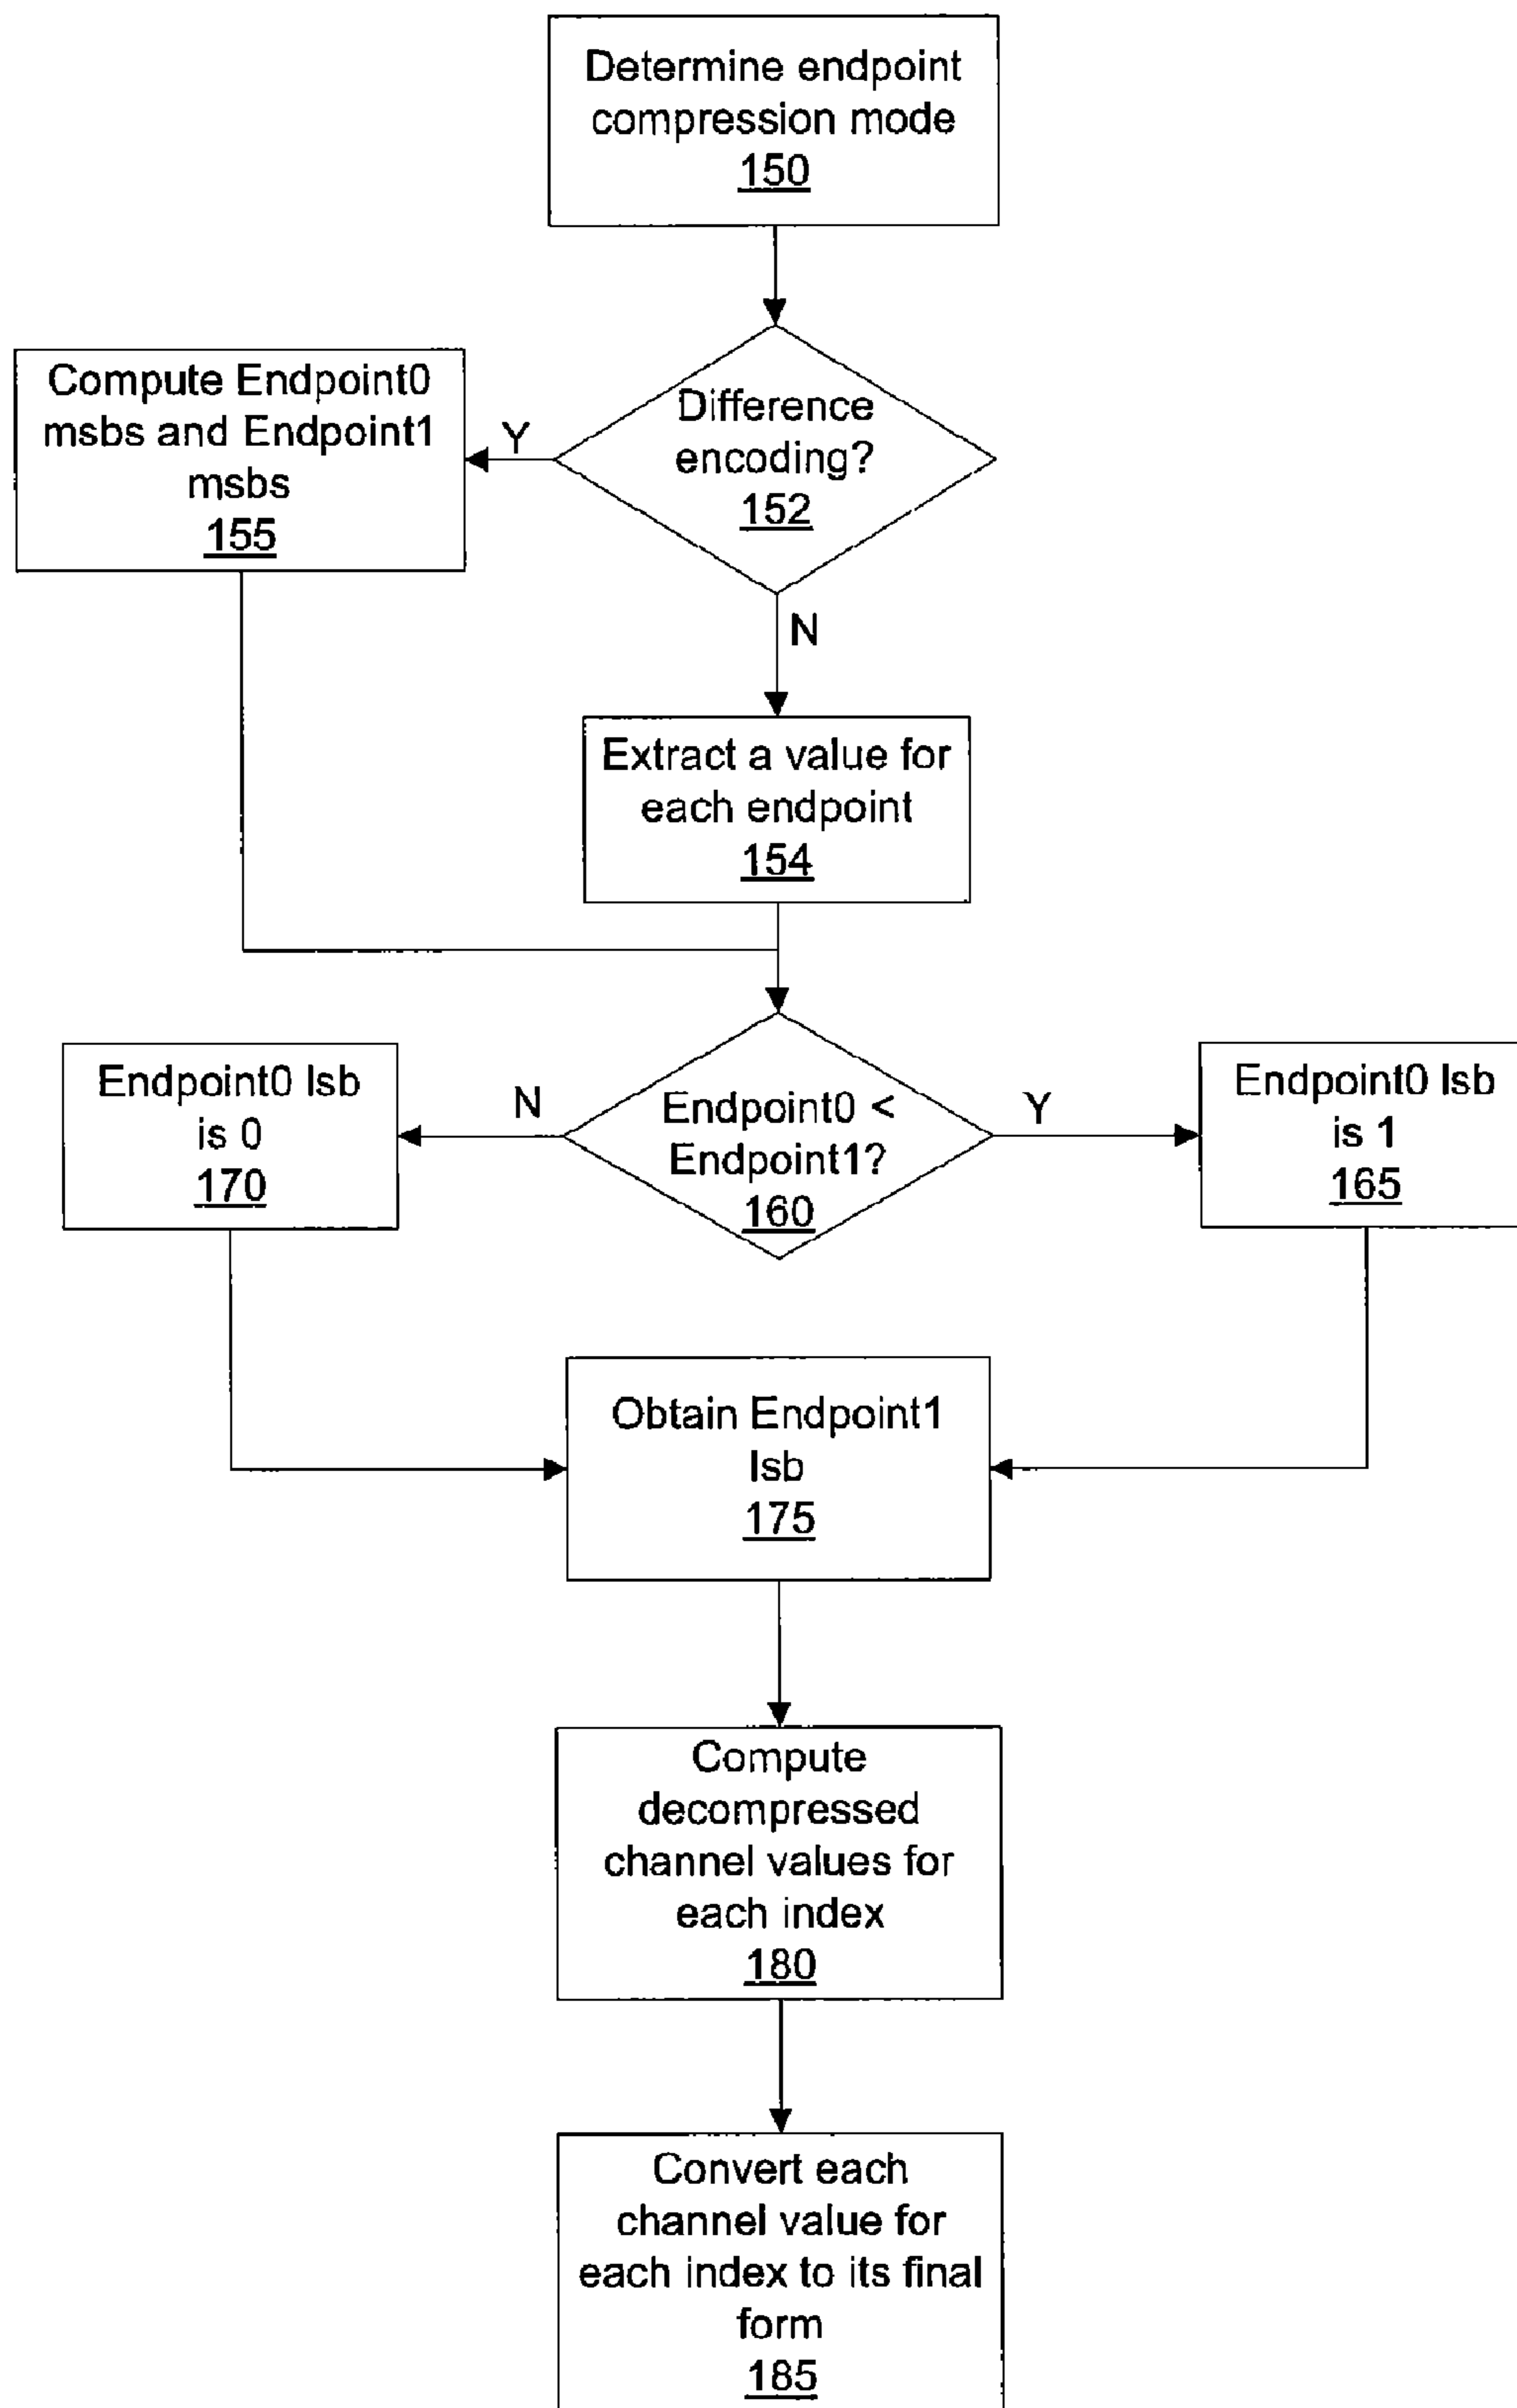 Determine endpoint
compression mode
150
Compute Endpoint0
msbs and Endpoint1
msbs
155
Y
Difference
encoding?
152
N
Extract a value for
each endpoint
154
Endpoint0 lsb
is 0
170
N
Endpoint0 <
Endpoint1?
160
Y
Endpoint0 lsb
is 1
165
Obtain Endpoint1
lsb
175
Compute
decompressed
channel values for
each index
180
Convert each
channel value for
each index to its final
form
185